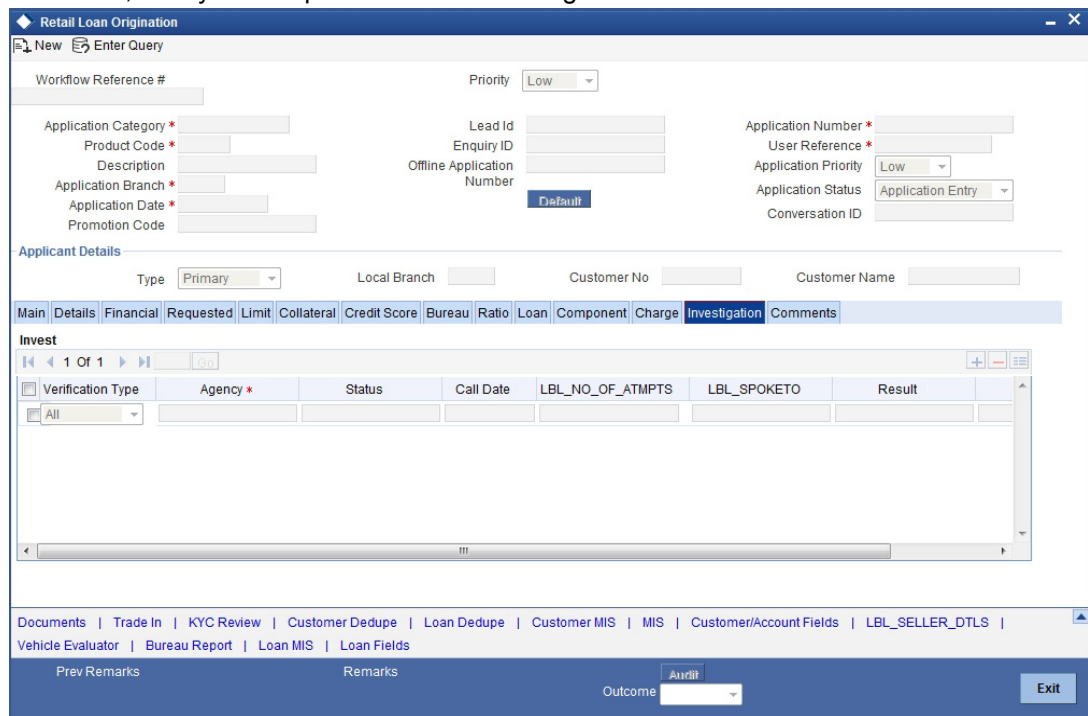 Retail Loan Origination
New Enter Query
Workflow Reference # Priority Low
Application Category * Lead Id Application Number *
Product Code * Enquiry ID User Reference *
Description Offline Application Number Application Priority Low
Application Branch * Application Status Application Entry
Application Date * Default Conversation ID
Promotion Code
Applicant Details
Type Primary Local Branch Customer No Customer Name
Main Details Financial Requested Limit Collateral Credit Score Bureau Ratio Loan Component Charge Investigation Comments
Invest
1 Of 1 Go
Verification Type Agency * Status Call Date LBL_NO_OF_ATMPTS LBL_SPOKETO Result
All
Documents | Trade In | KYC Review | Customer Dedupe | Loan Dedupe | Customer MIS | MIS | Customer/Account Fields | LBL_SELLER_DTLS |
Vehicle Evaluator | Bureau Report | Loan MIS | Loan Fields
Prev Remarks Remarks Audit
Outcome Exit